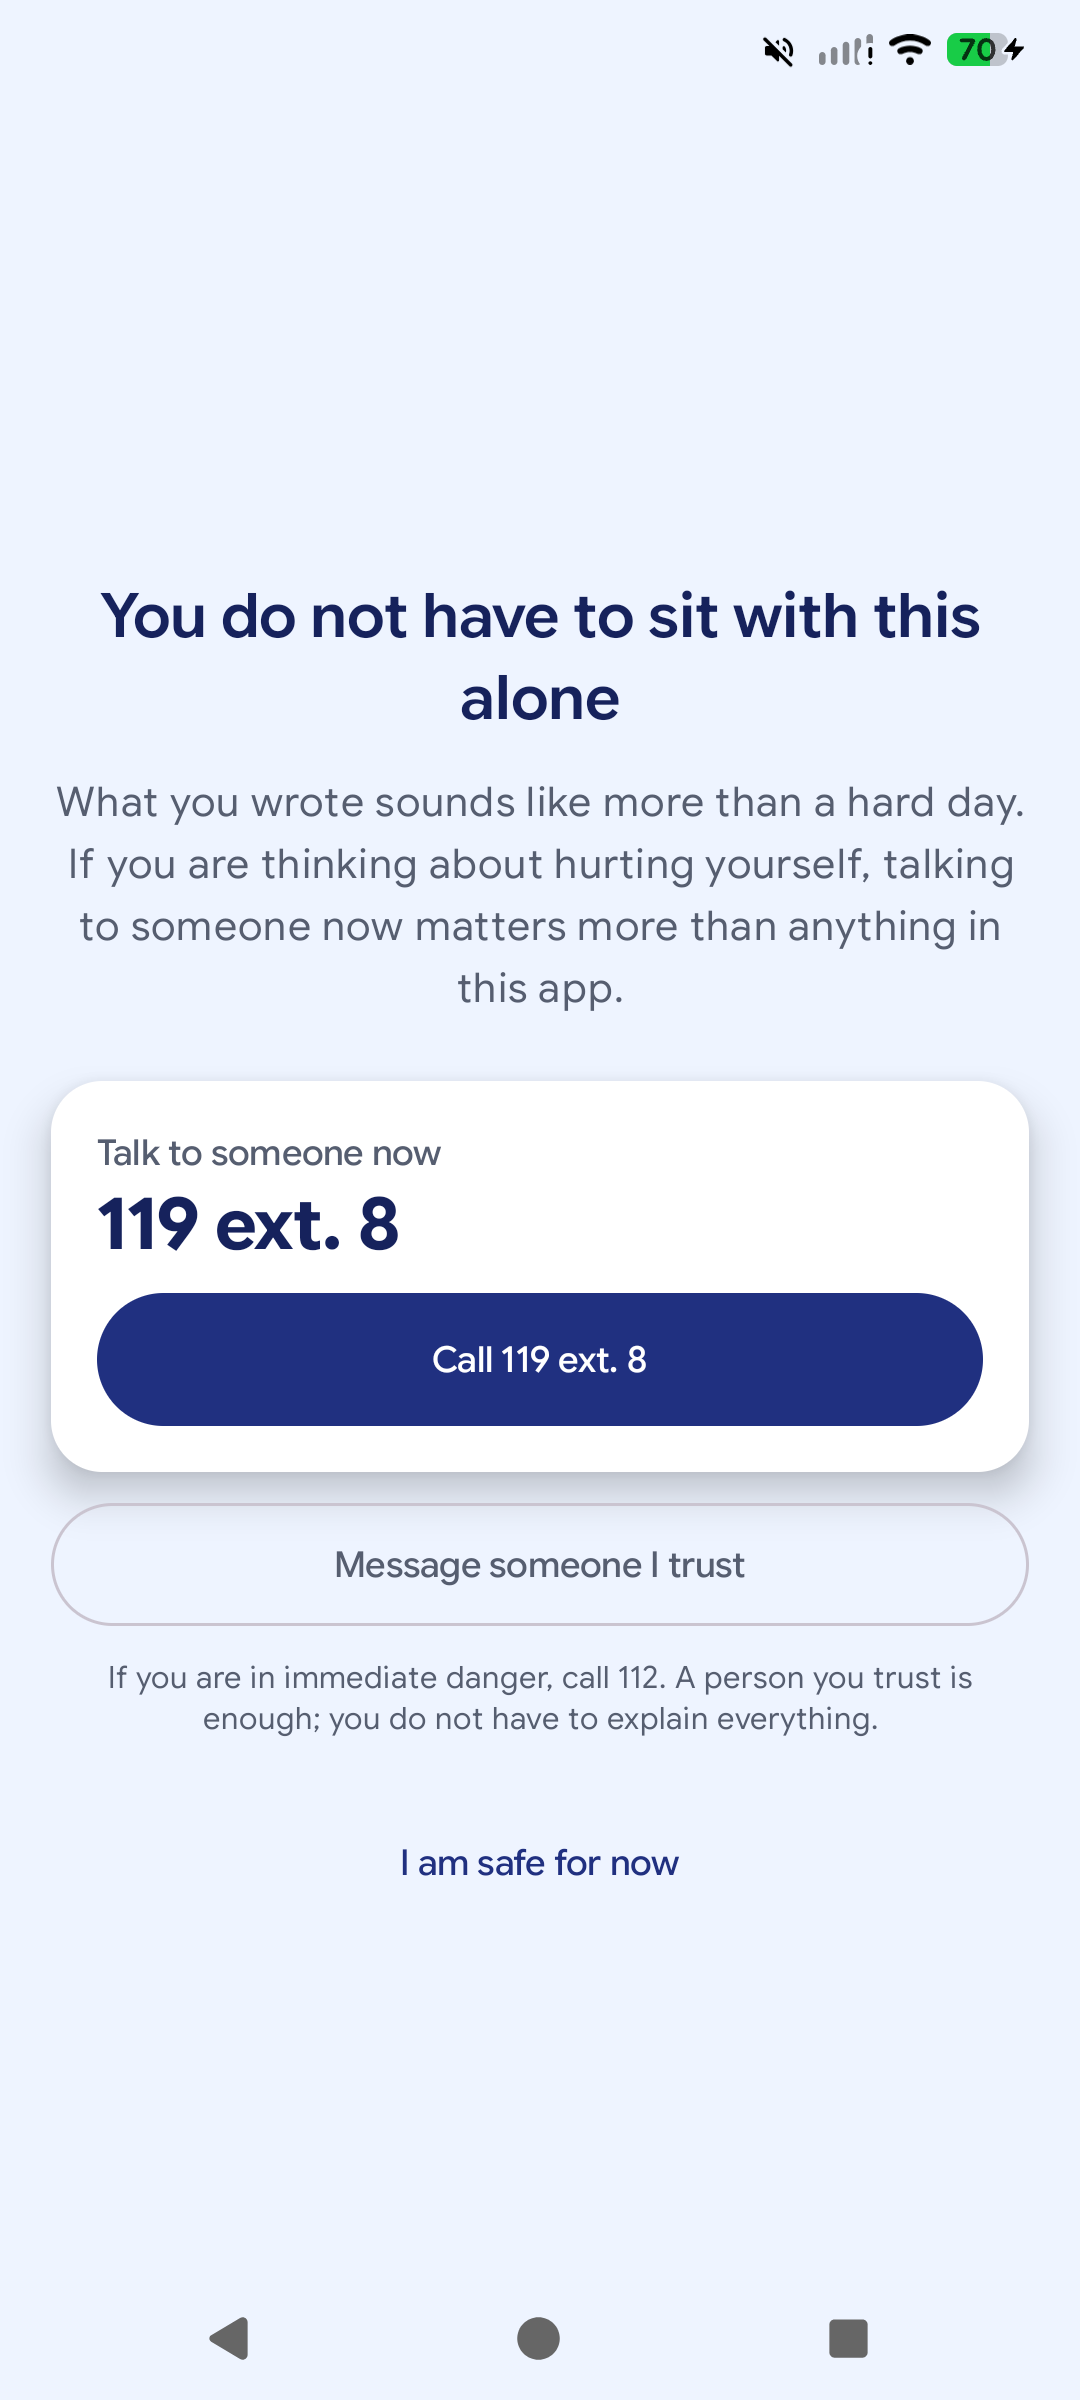 70
You do not have to sit with this
alone
What you wrote sounds like more than a hard day.
If you are thinking about hurting yourself, talking
to someone now matters more than anything in
this app.
Talk to someone now
119 ext. 8
Call 119 ext. 8
Message someone I trust
If you are in immediate danger, call 112. A person you trust is
enough; you do not have to explain everything.
I am safe for now